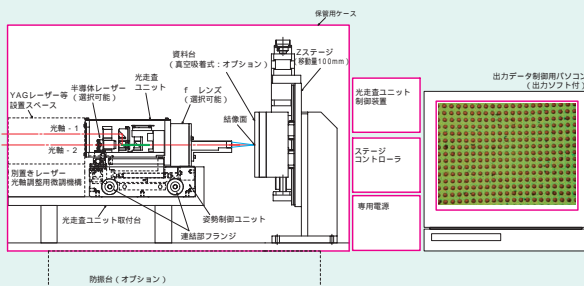 保管用ケース
Zステージ
(移動量100mm)
資料台
(真空吸着式：オプション)
光走査
ユニット
半導体レーザー
(選択可能)
f　レンズ
(選択可能)
YAGレーザー等
設置スペース
結像面
光軸 - 1
光軸 - 2
別置きレーザー
光軸調整用微調機構
光走査ユニット取付台
姿勢制御ユニット
連結部フランジ
防振台（オプション）
光走査ユニット
制御装置
ステージ
コントローラ
専用電源
出力データ制御用パソコン
(出力ソフト付)